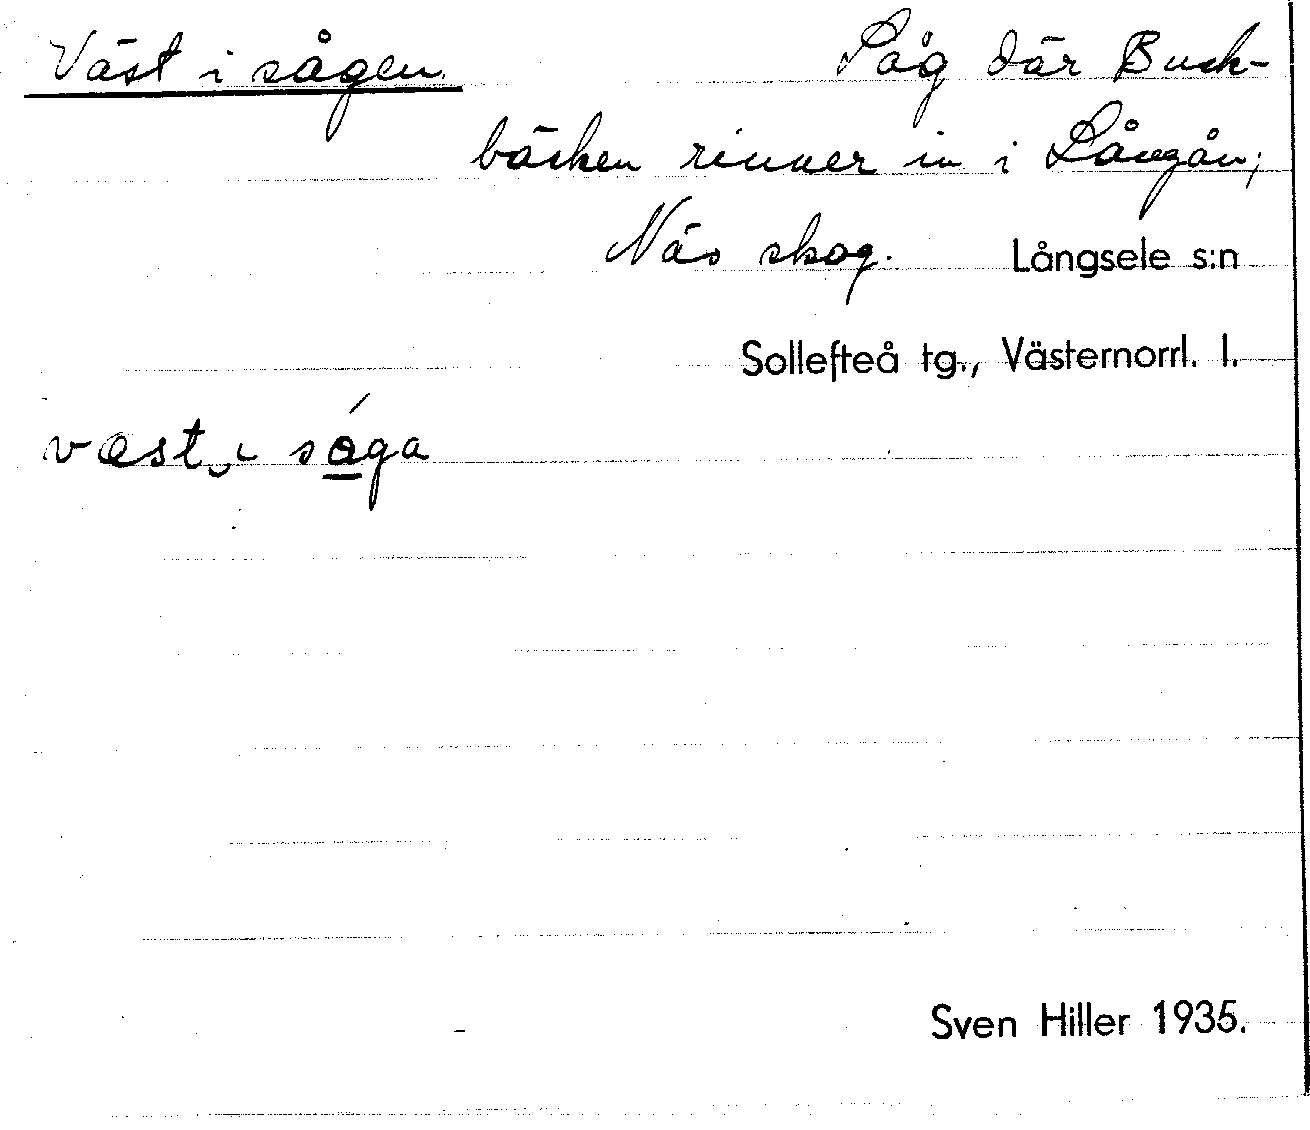 Väst i sågen. Såg där Buck-
bäcken rinner in i Långån,
Näs skog. Långsele s:n
Sollefteå tg., Västernorrl. l.
væst i såga
Sven Hiller 1935.